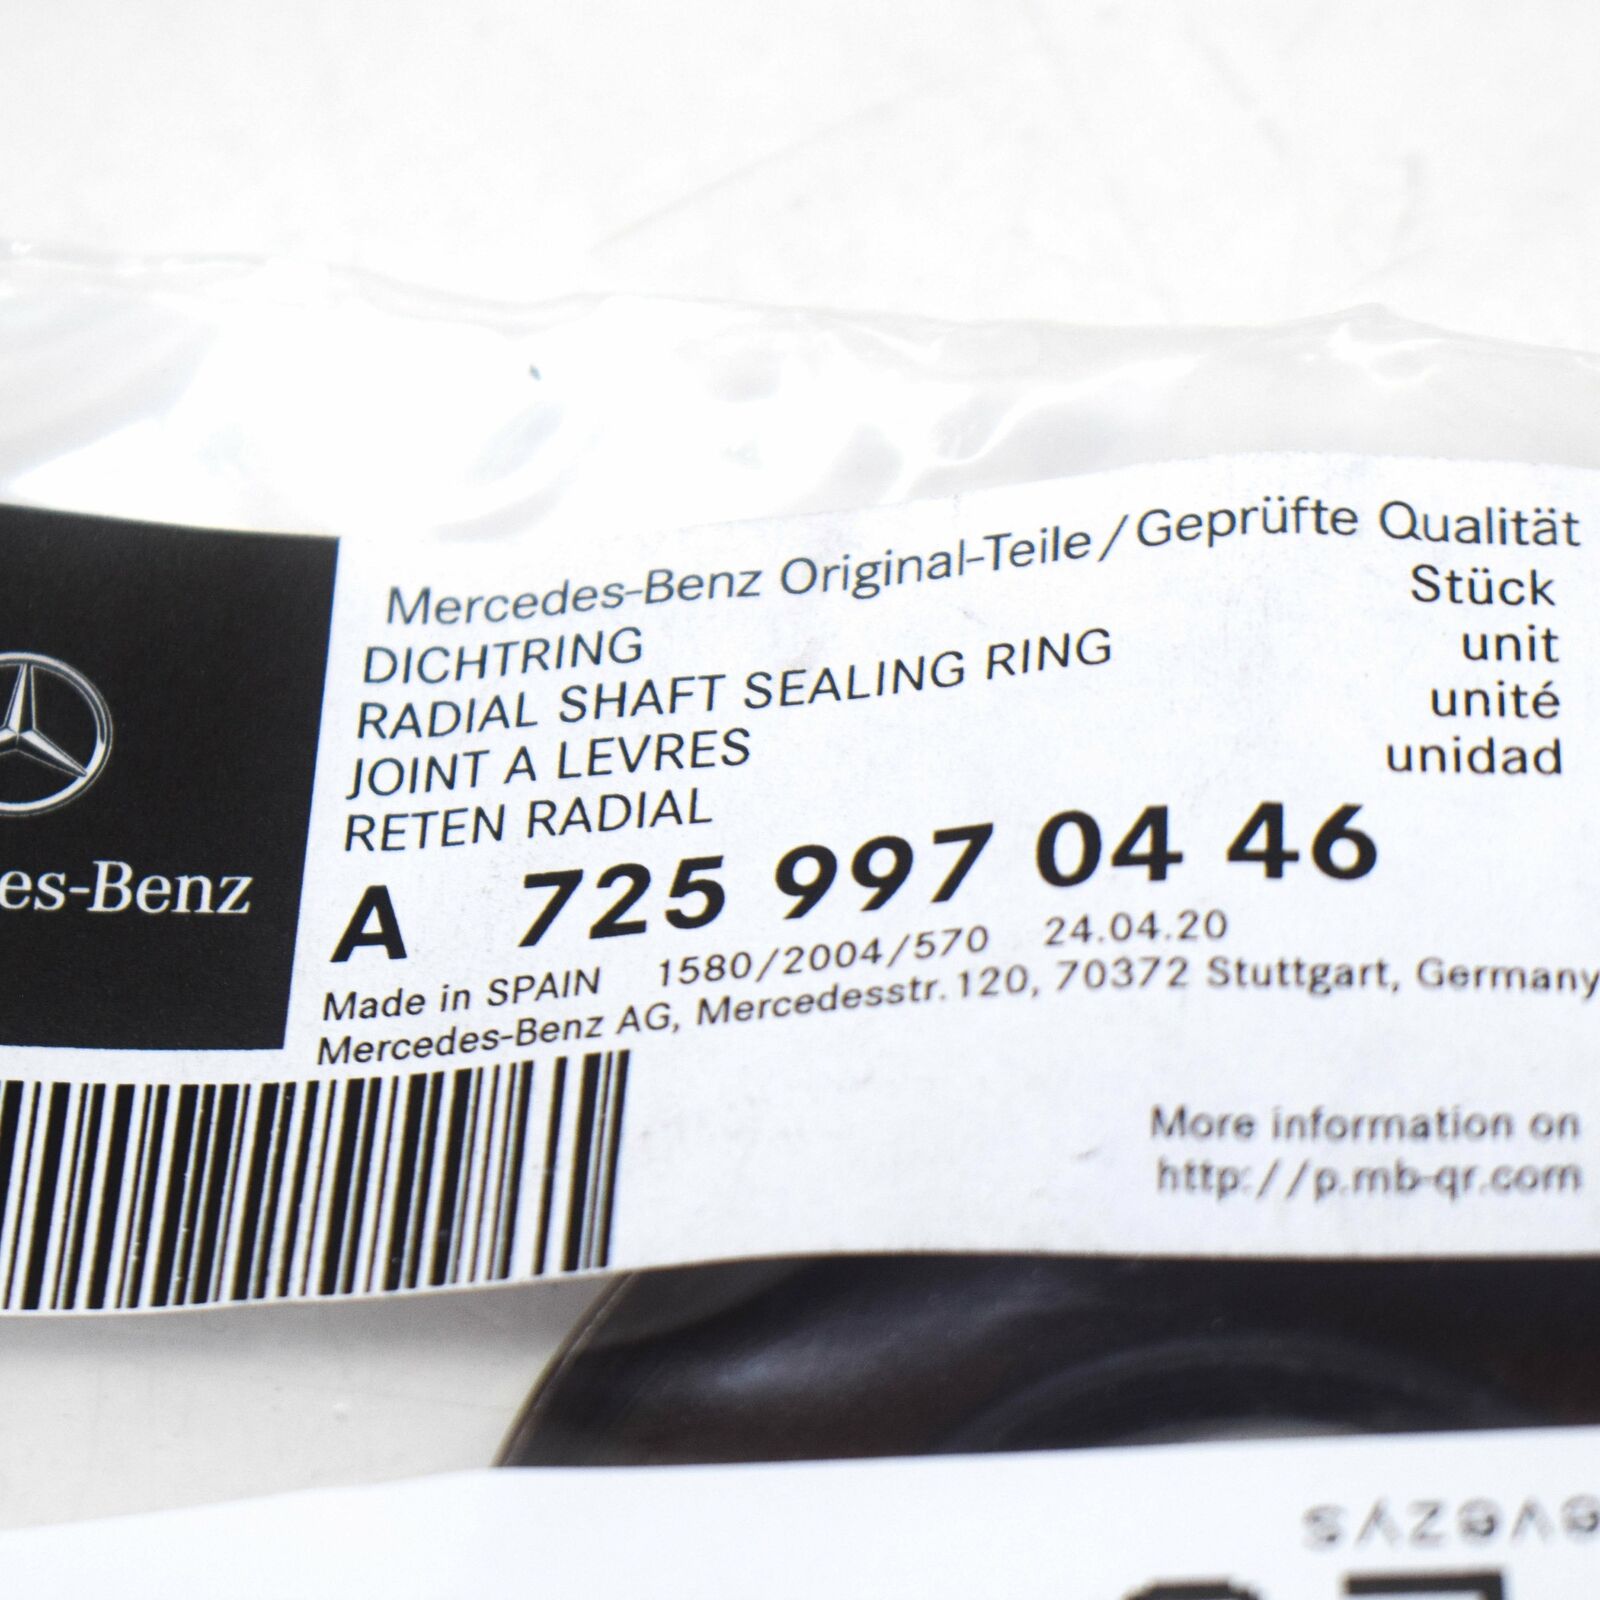 Mercedes-Benz Original-Teile/Geprüfte Qualität
DICHTRING
RADIAL SHAFT SEALING RING
JOINT A LEVRES
RETEN RADIAL
Stück
unit
unité
unidad
es-Benz
A 725 997 04 46
Made in SPAIN 1580/2004/570 24.04.20
Mercedes-Benz AG, Mercedesstr. 120, 70372 Stuttgart, Germany
More information on
http://p.mb-qr.com